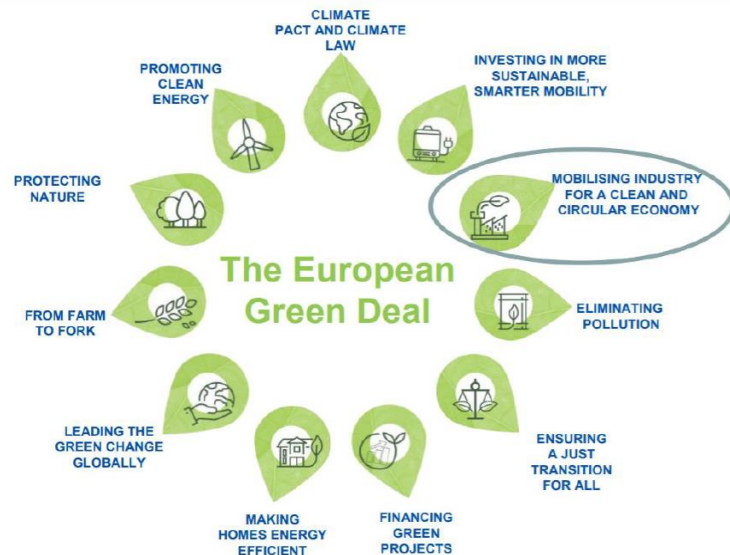 CLIMATE
PACT AND CLIMATE
LAW
INVESTING IN MORE
SUSTAINABLE,
SMARTER MOBILITY
MOBILISING INDUSTRY
FOR A CLEAN AND
CIRCULAR ECONOMY
ELIMINATING
POLLUTION
ENSURING
A JUST
TRANSITION
FOR ALL
FINANCING
GREEN
PROJECTS
MAKING
HOMES ENERGY
EFFICIENT
LEADING THE
GREEN CHANGE
GLOBALLY
FROM FARM
TO FORK
PROTECTING
NATURE
PROMOTING
CLEAN
ENERGY
The European
Green Deal